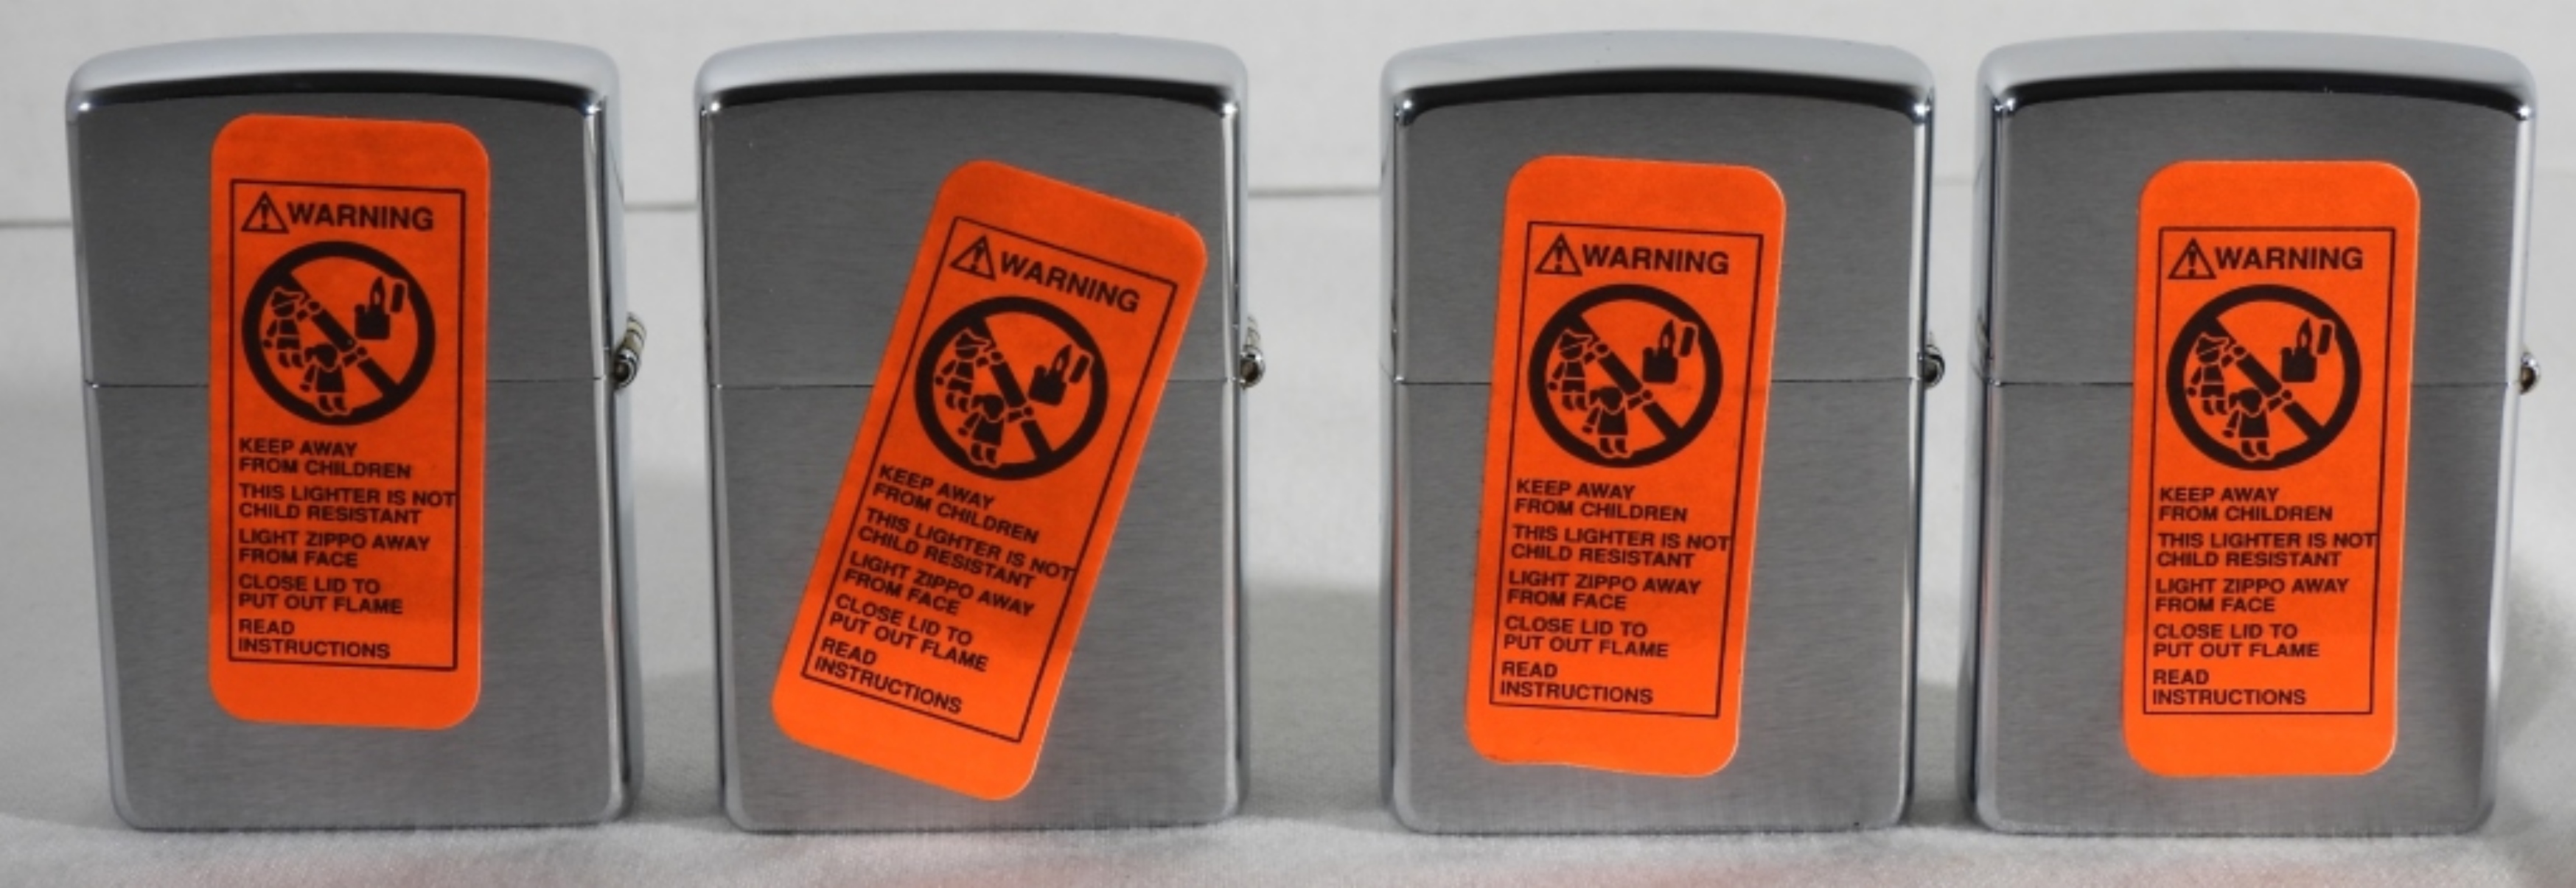 WARNING
KEEP AWAY
FROM CHILDREN
THIS LIGHTER IS NOT
CHILD RESISTANT
LIGHT ZIPPO AWAY
FROM FACE
CLOSE LID TO
PUT OUT FLAME
READ
INSTRUCTIONS
WARNING
KEEP AWAY
FROM CHILDREN
THIS LIGHTER IS NOT
CHILD RESISTANT
LIGHT ZIPPO AWAY
FROM FACE
CLOSE LID TO
PUT OUT FLAME
READ
INSTRUCTIONS
WARNING
KEEP AWAY
FROM CHILDREN
THIS LIGHTER IS NOT
CHILD RESISTANT
LIGHT ZIPPO AWAY
FROM FACE
CLOSE LID TO
PUT OUT FLAME
READ
INSTRUCTIONS
WARNING
KEEP AWAY
FROM CHILDREN
THIS LIGHTER IS NOT
CHILD RESISTANT
LIGHT ZIPPO AWAY
FROM FACE
CLOSE LID TO
PUT OUT FLAME
READ
INSTRUCTIONS